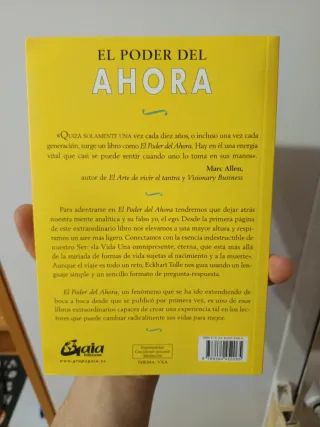 EL PODER DEL
AHORA
«QUIZÁ SOLAMENTE UNA vez cada diez años, o incluso una vez cada
generación, surge un libro como El Poder del Ahora. Hay en él una energía
vital que casi se puede sentir cuando uno lo toma en sus manos».
Marc Allen,
autor de El Arte de vivir el tantra y Visionary Business
Para adentrarse en El Poder del Ahora tendremos que dejar atrás
nuestra mente analítica y su falso yo, el ego. Desde la primera página
de este extraordinario libro nos elevamos a una mayor altura y respi-
ramos un aire más ligero. Conectamos con la esencia indestructible de
nuestro Ser: «la Vida Una omnipresente, eterna, que está más allá
de la miríada de formas de vida sujetas al nacimiento y a la muerte».
Aunque el viaje es todo un reto, Eckhart Tolle nos guía usando un len-
guaje simple y un sencillo formato de pregunta-respuesta.
El Poder del Ahora, un fenómeno que se ha ido extendiendo de
boca a boca desde que se publicó por primera vez, es uno de esos
libros extraordinarios capaces de crear una experiencia tal en los lecto-
res que puede cambiar radicalmente sus vidas para mejor.
Gaia
Ediciones
www.grupogaia.es